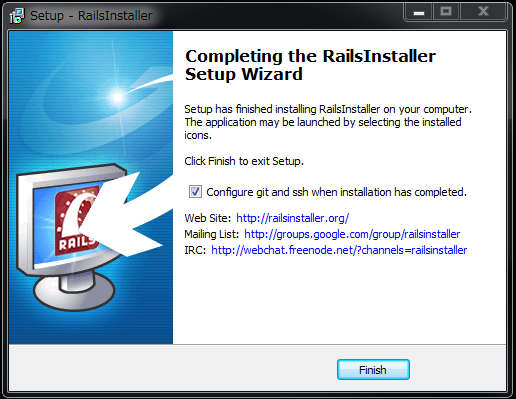 Setup - RailsInstaller
Completing the RailsInstaller
Setup Wizard
Setup has finished installing RailsInstaller on your computer.
The application may be launched by selecting the installed
icons.
Click Finish to exit Setup.
Configure git and ssh when installation has completed.
Web Site: http://railsinstaller.org/
Mailing List: http://groups.google.com/group/railsinstaller
IRC: http://webchat.freenode.net/?channels=railsinstaller
RAILS
Finish